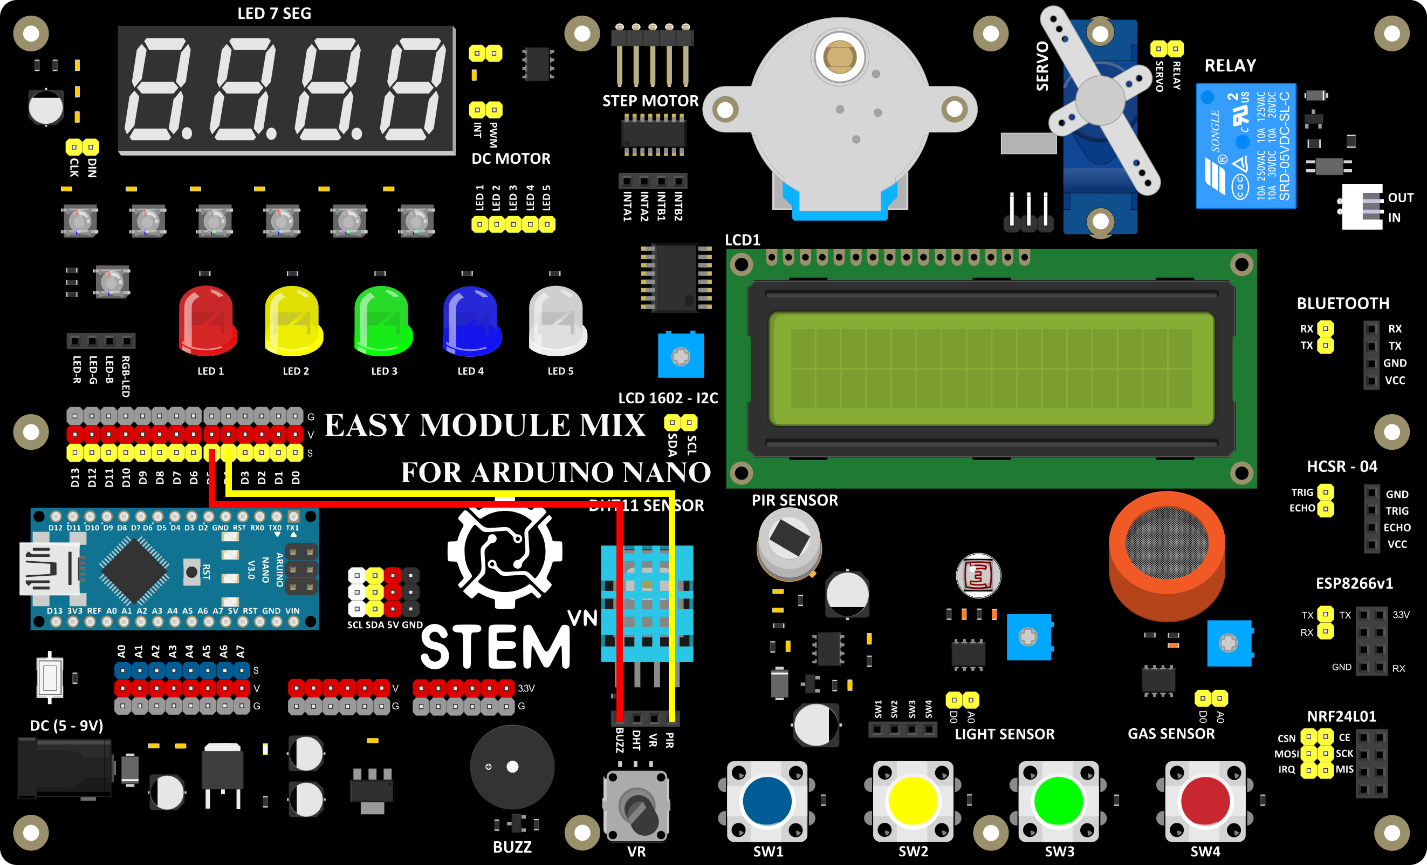 LED 7 SEG
CLK
DIN
INT
PWM
DC MOTOR
STEP MOTOR
INTA1
INTA2
INTB1
INTB2
SERVO
SERVO
RELAY
RELAY
SONGLE
SRD-05VDC-SL-C
10A 250VAC 10A 125VAC
10A 30VDC 10A 28VDC
OUT
IN
LED 1
LED 2
LED 3
LED 4
LED 5
LED-R
LED-G
LED-B
RGB-LED
LED 1
LED 2
LED 3
LED 4
LED 5
LCD1
LCD 1602 - I2C
SDA
SCL
BLUETOOTH
RX
TX
RX
TX
GND
VCC
G
V
S
D13
D12
D11
D10
D9
D8
D7
D6
D3
D2
D1
D0
EASY MODULE MIX
FOR ARDUINO NANO
DHT11 SENSOR
PIR SENSOR
HCSR - 04
TRIG
ECHO
GND
TRIG
ECHO
VCC
D12 D11 D10 D9 D8 D7 D6 D5 D4 D3 D2 GND RST RX0 TX1
RST
V3.0
ARUINO
NANO
D13 3V3 REF A0 A1 A2 A3 A4 A5 A6 A7 5V RST GND VIN
SCL SDA 5V GND
STEM
VN
ESP8266v1
TX
RX
TX
3.3V
GND
RX
A0
A1
A2
A3
A4
A5
A6
A7
S
V
G
V
G
3.3V
G
BUZZ
DHT
VR
PIR
SW1
SW2
SW3
SW4
D0
A0
LIGHT SENSOR
D0
A0
GAS SENSOR
NRF24L01
CSN
MOSI
IRQ
CE
SCK
MIS
DC (5 - 9V)
BUZZ
VR
SW1
SW2
SW3
SW4